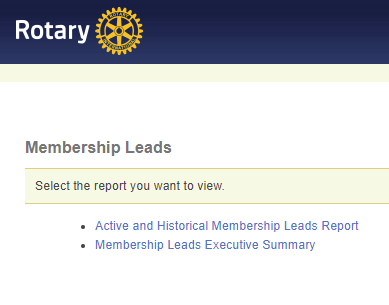 Rotary
Membership Leads
Select the report you want to view.
Active and Historical Membership Leads Report
Membership Leads Executive Summary